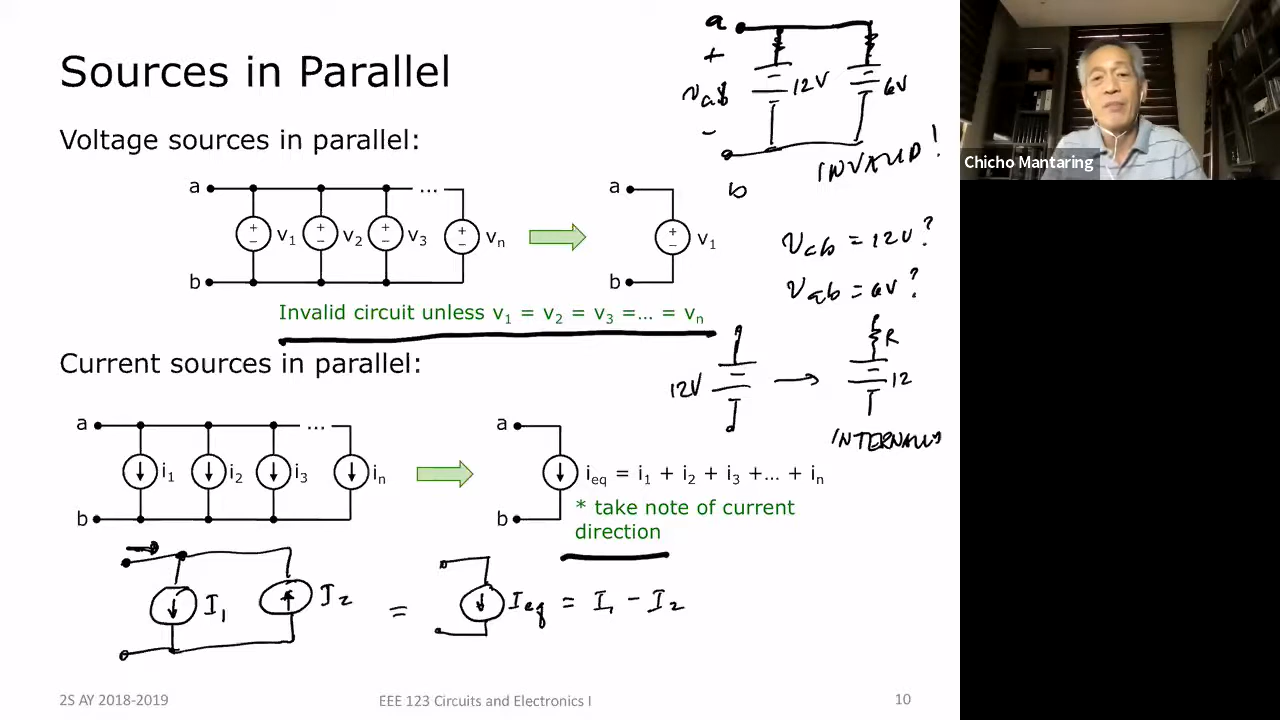 Sources in Parallel
Voltage sources in parallel:
a
b
v1
v2
v3
...
vn
a
b
v1
Invalid circuit unless v1 = v2 = v3 =... = vn
Current sources in parallel:
a
b
i1
i2
i3
...
in
a
b
ieq = i1 + i2 + i3 +... + in
* take note of current
direction
I1
I2
=
Ieq = I1 - I2
a
+
vab
-
b
12V
6V
INVALID!
Vab = 12V?
Vab = 6V?
12V
R
12
INTERNALLY
Chicho Mantaring
2S AY 2018-2019
EEE 123 Circuits and Electronics I
10